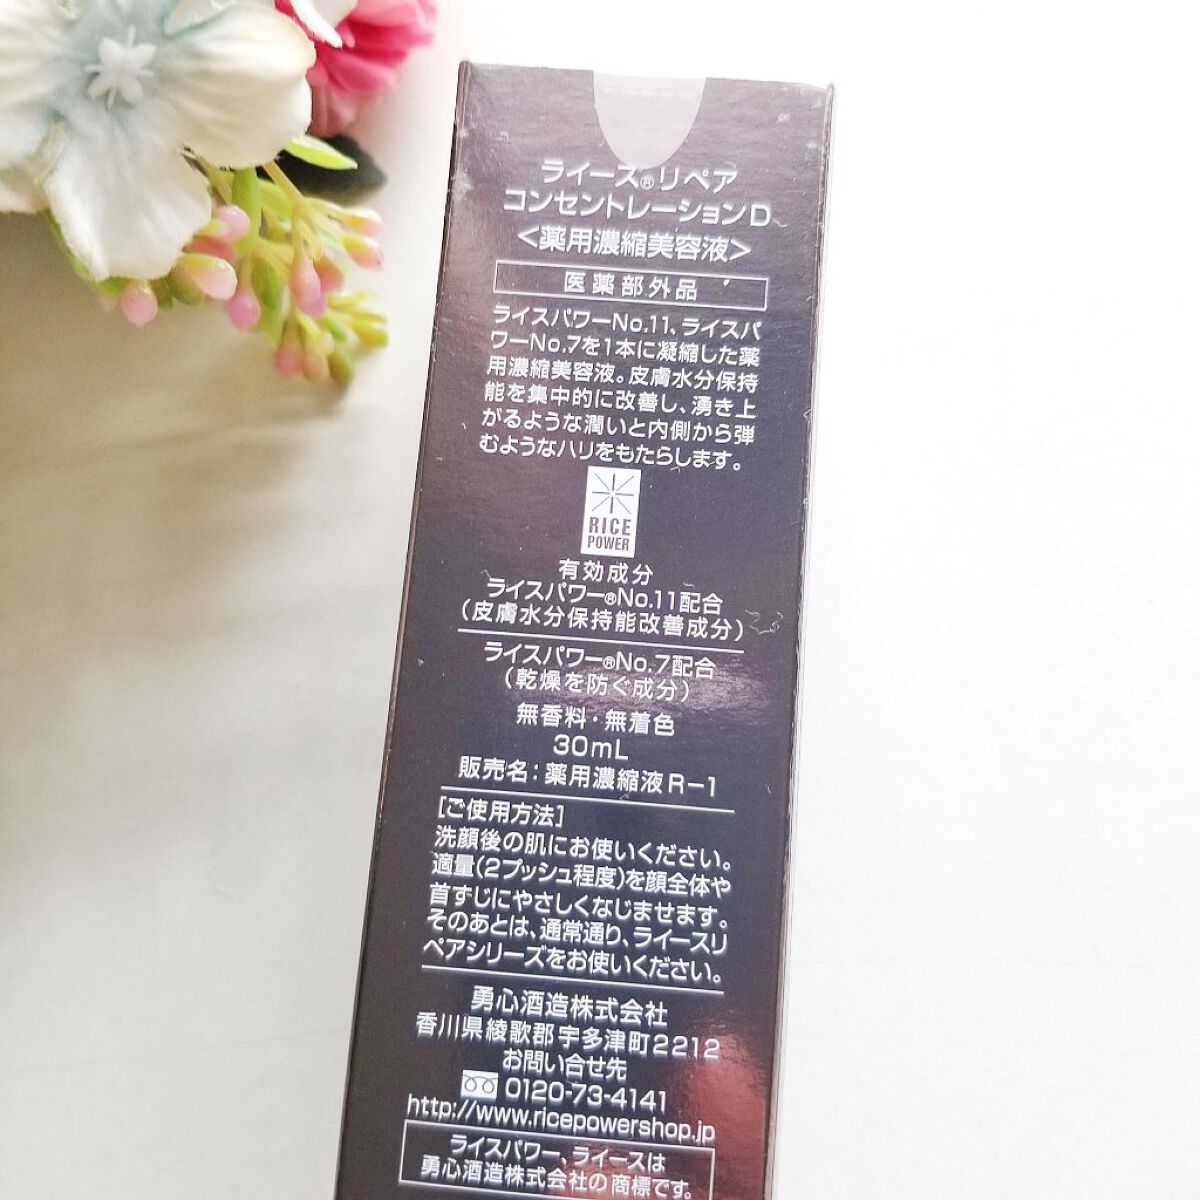 ライース®リペア
コンセントレーションD
<薬用濃縮美容液>
医薬部外品
ライスパワーNo.11、ライスパ
ワーNo.7を1本に凝縮した薬
用濃縮美容液。皮膚水分保持
能を集中的に改善し、湧き上
がるような潤いと内側から弾
むようなハリをもたらします。
RICE
POWER
有効成分
ライスパワー®No.11配合
(皮膚水分保持能改善成分)
ライスパワー®No.7配合
(乾燥を防ぐ成分)
無香料・無着色
30mL
販売名:薬用濃縮液R-1
[ご使用方法]
洗顔後の肌にお使いください。
適量(2プッシュ程度)を顔全体や
首すじにやさしくなじませます。
そのあとは、通常通り、ライースリ
ペアシリーズをお使いください。
勇心酒造株式会社
香川県綾歌郡宇多津町2212
お問い合せ先
0120-73-4141
http://www.ricepowershop.jp
ライスパワー、ライースは
勇心酒造株式会社の商標です。